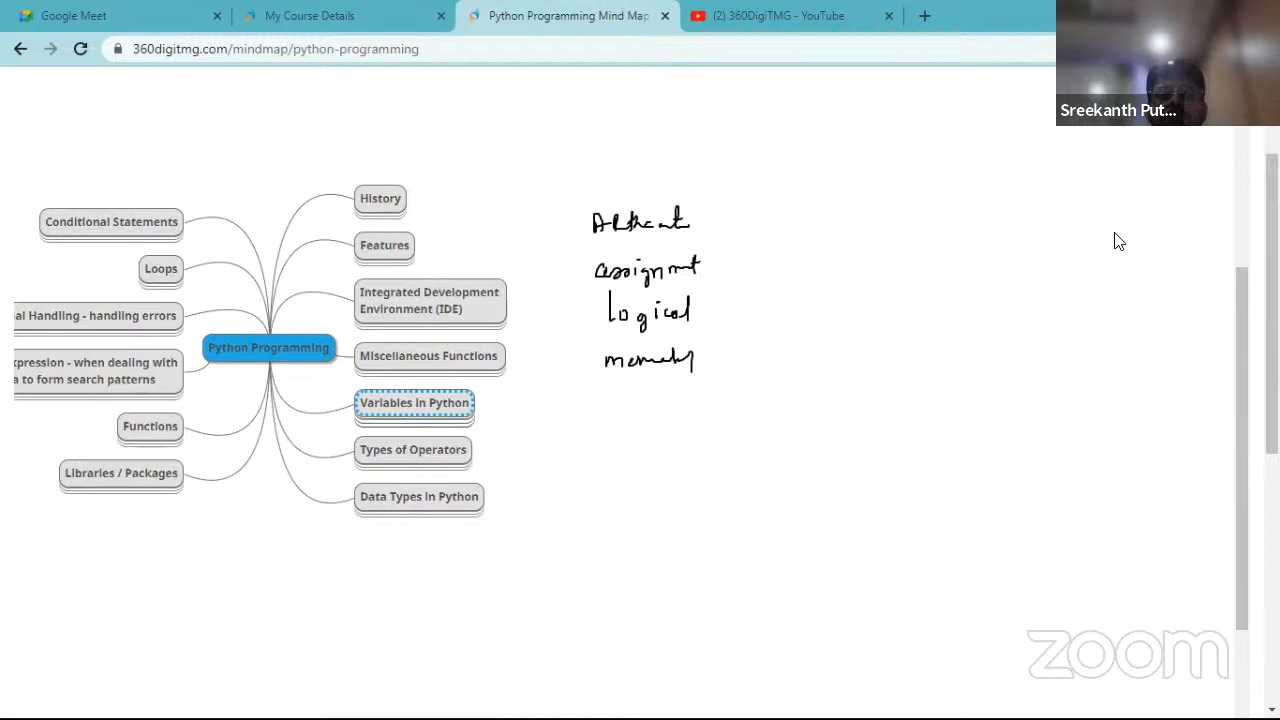 Google Meet
My Course Details
Python Programming Mind Map
(2) 360DigiTMG - YouTube
360digitmg.com/mindmap/python-programming
Sreekanth Put...
Conditional Statements
Loops
al Handling - handling errors
xpression - when dealing with
a to form search patterns
Functions
Libraries / Packages
Python Programming
History
Features
Integrated Development
Environment (IDE)
Miscellaneous Functions
Variables in Python
Types of Operators
Data Types in Python
assignment
Logical
zoom